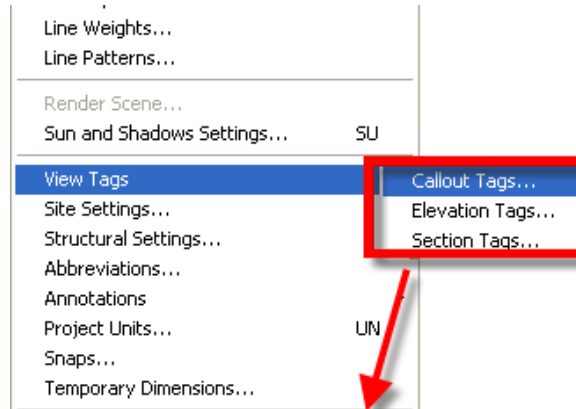 Line Weights...
Line Patterns...
Render Scene...
Sun and Shadows Settings... SU
View Tags
Callout Tags...
Elevation Tags...
Section Tags...
Site Settings...
Structural Settings...
Abbreviations...
Annotations
Project Units... UN
Snaps...
Temporary Dimensions...